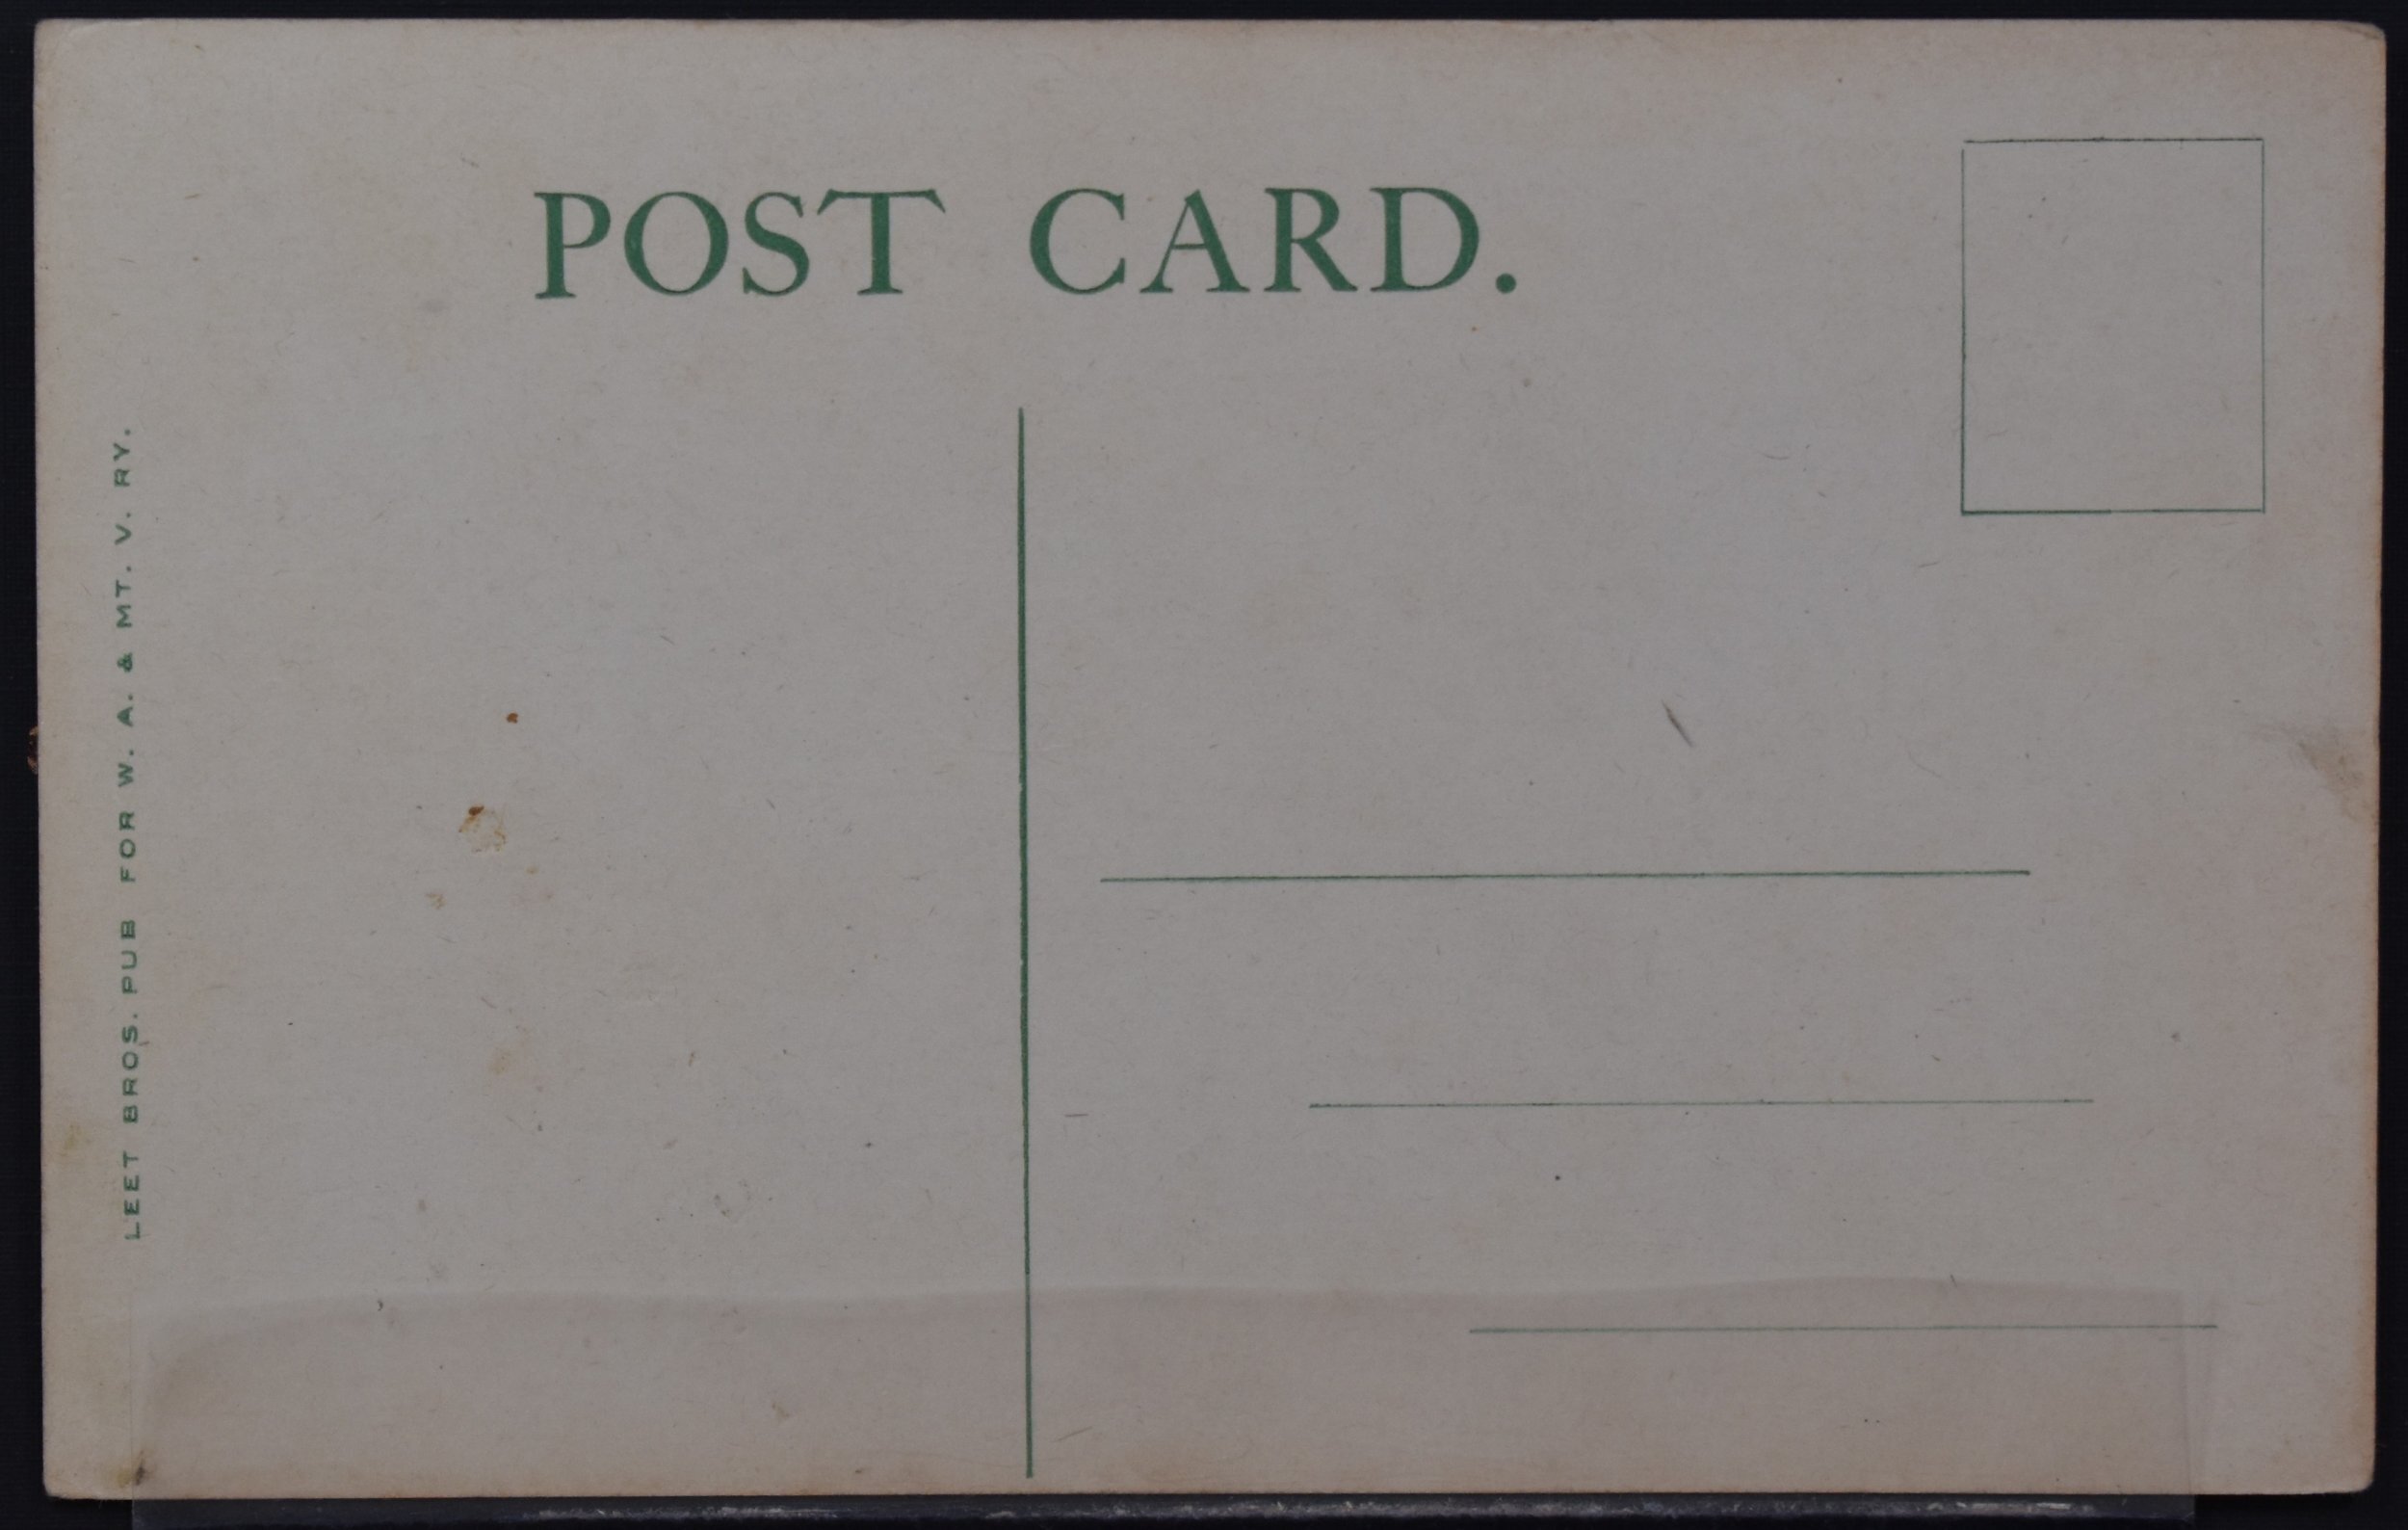 POST CARD.
LEET BROS. PUB FOR W. A. & MT. V. RY.